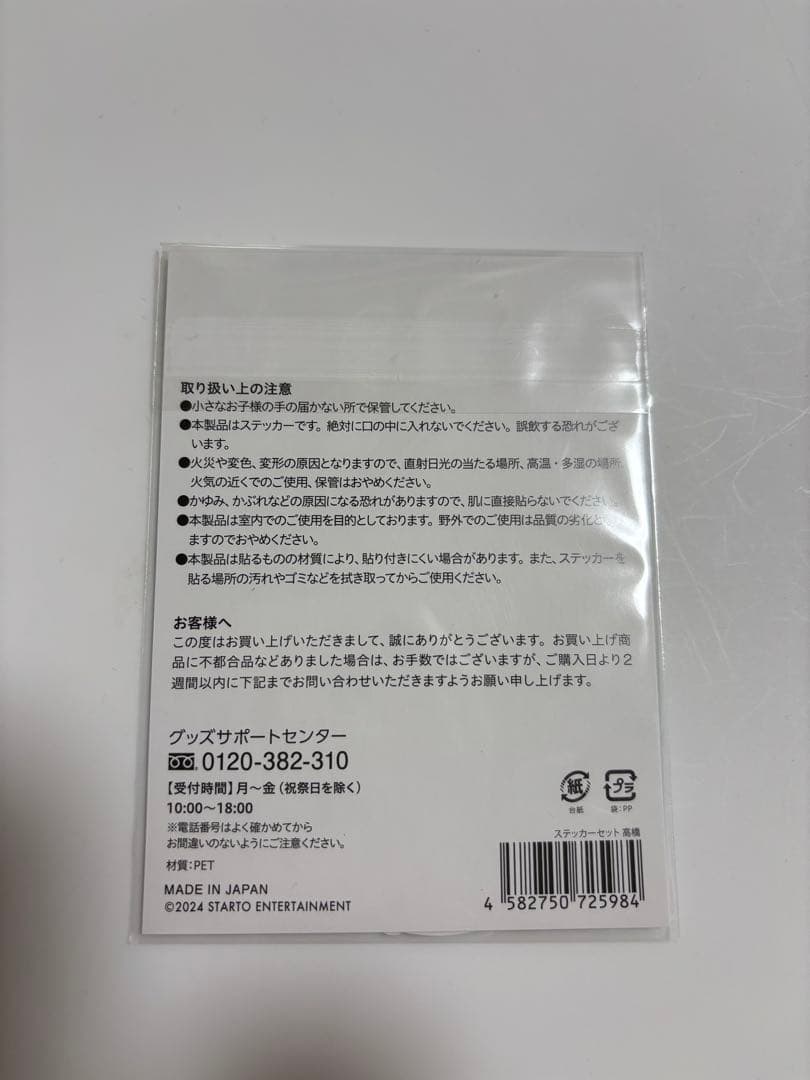 取り扱い上の注意
●小さなお子様の手の届かない所で保管してください。
●本製品はステッカーです。絶対に口の中に入れないでください。誤飲する恐れがござ
います。
●火災や変色、変形の原因となりますので、直射日光の当たる場所、高温・多湿の場所、
火気の近くでのご使用、保管はおやめください。
●かゆみ、かぶれなどの原因になる恐れがありますので、肌に直接貼らないでください。
●本製品は室内でのご使用を目的としております。野外でのご使用は品質の劣化と
ますのでおやめください。
●本製品は貼るものの材質により、貼り付きにくい場合があります。また、ステッカーを
貼る場所の汚れやゴミなどを拭き取ってからご使用ください。
お客様へ
この度はお買い上げいただきまして、誠にありがとうございます。お買い上げ商
品に不都合品などありました場合は、お手数ではございますが、ご購入日より2
週間以内に下記までお問い合わせいただきますようお願い申し上げます。
グッズサポートセンター
0120-382-310
【受付時間】月〜金(祝祭日を除く)
10:00〜18:00
※電話番号はよく確かめてから
お間違いのないようにご注意ください。
材質:PET
MADE IN JAPAN
©2024 STARTO ENTERTAINMENT
紙
台紙
プラ
袋:PP
ステッカーセット 高橋
4 582750 725984